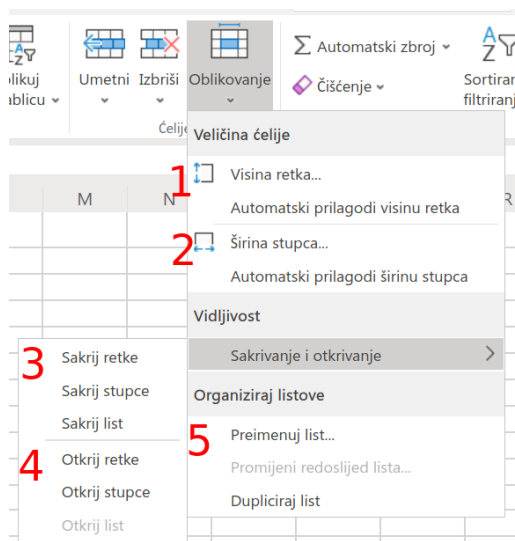 Umetni Izbriši Oblikovanje
Σ Automatski zbroj
Čišćenje
Ćelije
Veličina ćelije
1 Visina retka...
Automatski prilagodi visinu retka
2 Širina stupca...
Automatski prilagodi širinu stupca
M N R
Vidljivost
Sakrivanje i otkrivanje
3 Sakrij retke
Sakrij stupce
Sakrij list
4 Otkrij retke
Otkrij stupce
Otkrij list
Organiziraj listove
5 Preimenuj list...
Promijeni redoslijed lista...
Dupliciraj list